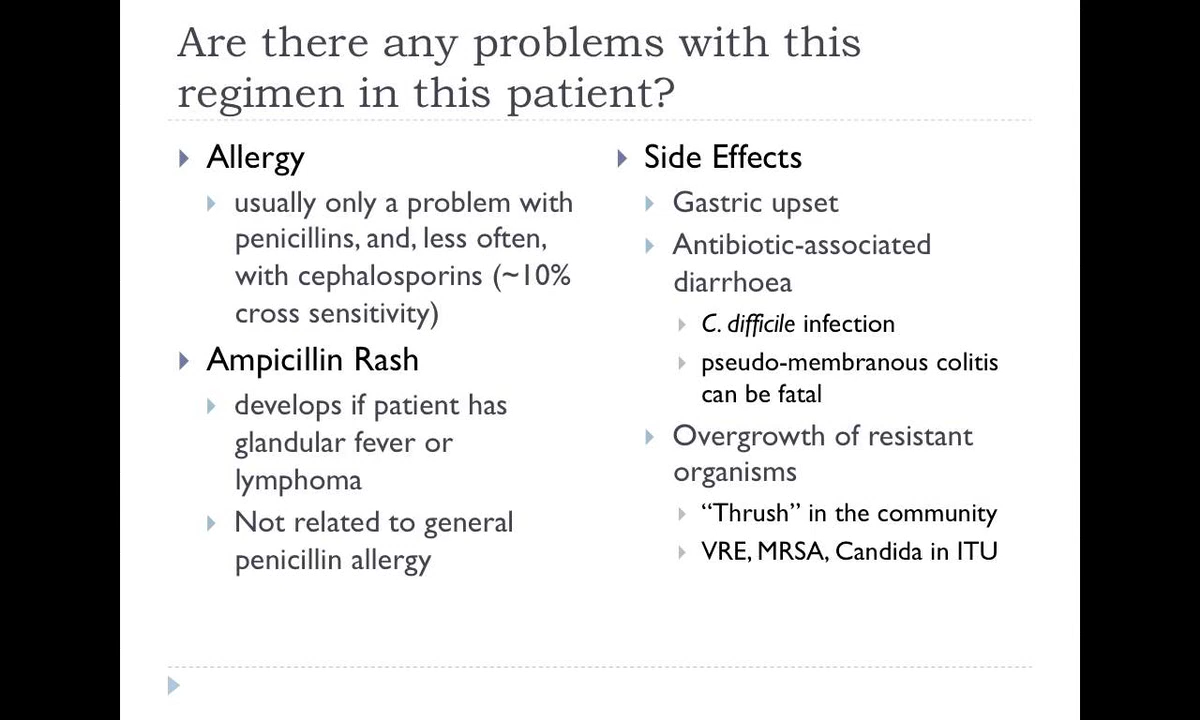 Are there any problems with this
regimen in this patient?
Allergy
usually only a problem with
penicillins, and, less often,
with cephalosporins (~10%
cross sensitivity)
Ampicillin Rash
develops if patient has
glandular fever or
lymphoma
Not related to general
penicillin allergy
Side Effects
Gastric upset
Antibiotic-associated
diarrhoea
C. difficile infection
pseudo-membranous colitis
can be fatal
Overgrowth of resistant
organisms
“Thrush” in the community
VRE, MRSA, Candida in ITU